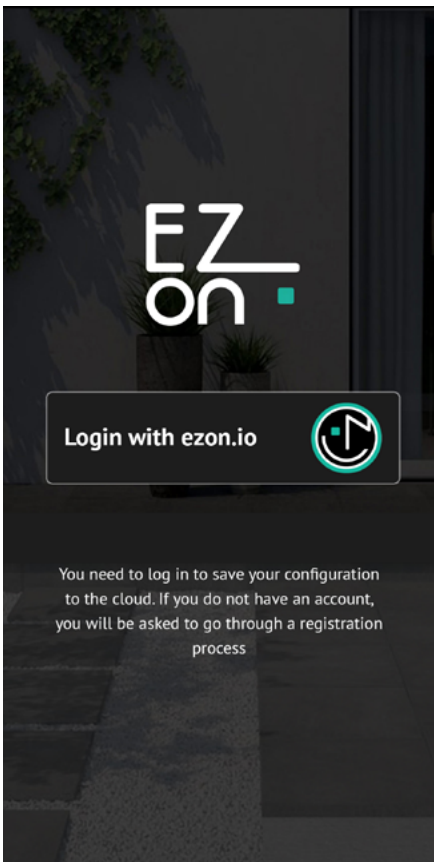 EZ
on
Login with ezon.io
You need to log in to save your configuration
to the cloud. If you do not have an account,
you will be asked to go through a registration
process